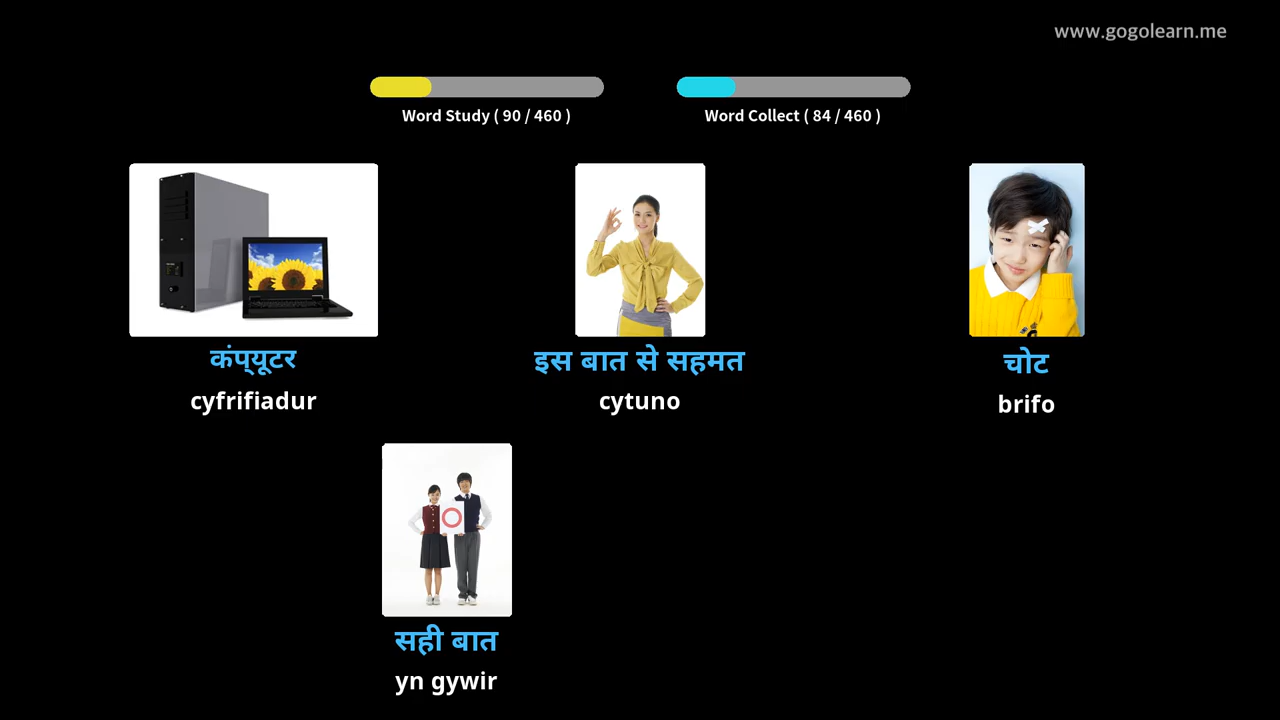 www.gogolearn.me
Word Study ( 90 / 460 )
Word Collect ( 84 / 460 )
कंप्यूटर
cyfrifiadur
इस बात से सहमत
cytuno
चोट
brifo
सही बात
yn gywir